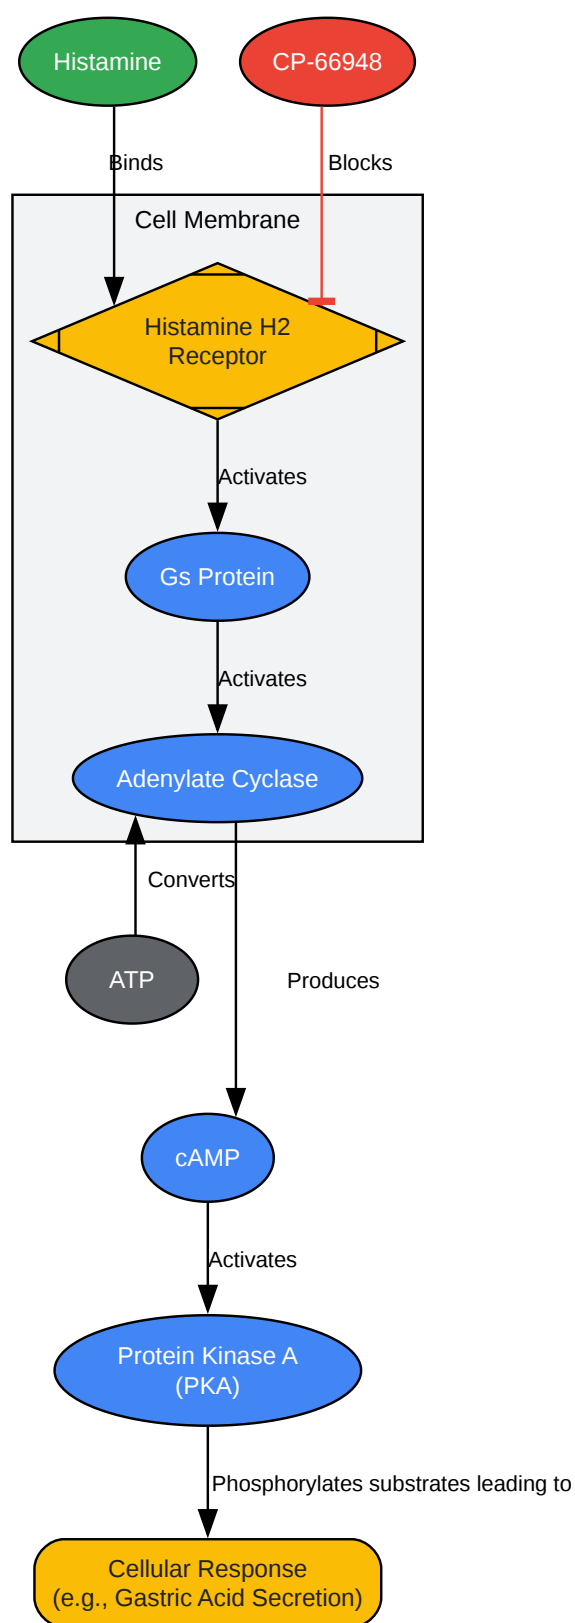 Histamine
CP-66948
Binds
Blocks
Cell Membrane
Histamine H2
Receptor
Activates
Gs Protein
Activates
Adenylate Cyclase
Converts
ATP
Produces
cAMP
Activates
Protein Kinase A
(PKA)
Phosphorylates substrates leading to
Cellular Response
(e.g., Gastric Acid Secretion)